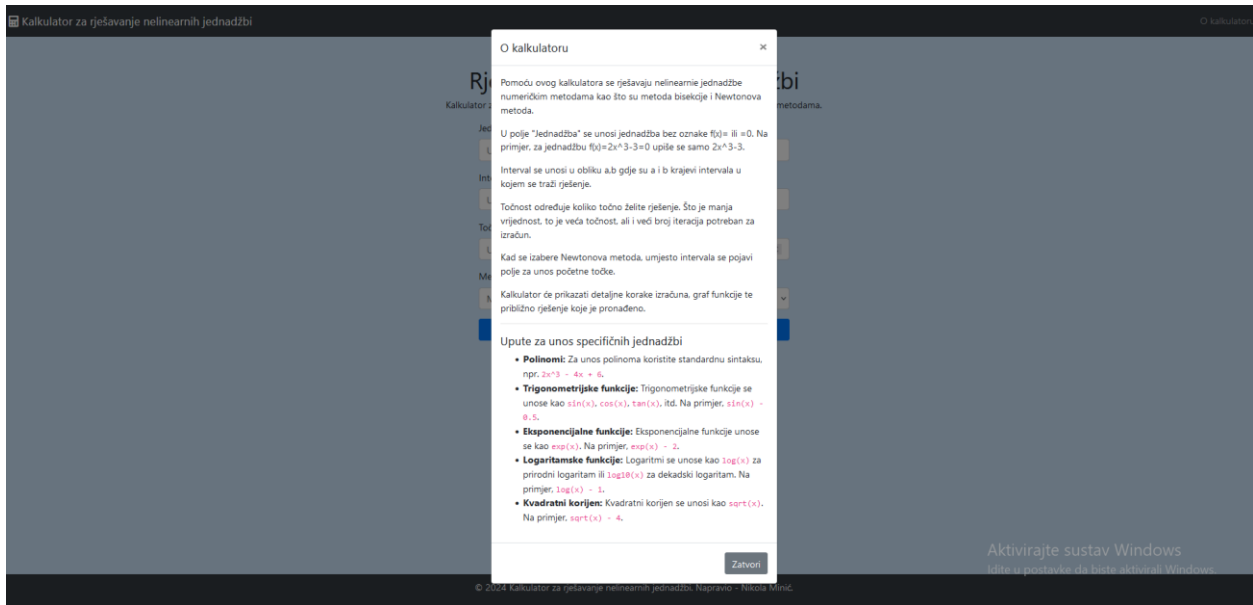 Kalkulator za rješavanje nelinearnih jednadžbi
O kalkulatoru
O kalkulatoru
×
Pomoću ovog kalkulatora se rješavaju nelinearnie jednadžbe
numeričkim metodama kao što su metoda bisekcije i Newtonova
metoda.
U polje "Jednadžba" se unosi jednadžba bez oznake f(x)= ili =0. Na
primjer, za jednadžbu f(x)=2x^3-3=0 upiše se samo 2x^3-3.
Interval se unosi u obliku a,b gdje su a i b krajevi intervala u
kojem se traži rješenje.
Točnost određuje koliko točno želite rješenje. Što je manja
vrijednost, to je veća točnost, ali i veći broj iteracija potreban za
izračun.
Kad se izabere Newtonova metoda, umjesto intervala se pojavi
polje za unos početne točke.
Kalkulator će prikazati detaljne korake izračuna, graf funkcije te
približno rješenje koje je pronađeno.
Upute za unos specifičnih jednadžbi
• Polinomi: Za unos polinoma koristite standardnu sintaksu,
npr. 2x^3 - 4x + 6.
• Trigonometrijske funkcije: Trigonometrijske funkcije se
unose kao sin(x), cos(x), tan(x), itd. Na primjer, sin(x) -
0.5.
• Eksponencijalne funkcije: Eksponencijalne funkcije unose
se kao exp(x). Na primjer, exp(x) - 2.
• Logaritamske funkcije: Logaritmi se unose kao log(x) za
prirodni logaritam ili log10(x) za dekadski logaritam. Na
primjer, log(x) - 1.
• Kvadratni korijen: Kvadratni korijen se unosi kao sqrt(x).
Na primjer, sqrt(x) - 4.
Zatvori
Rj
žbi
Kalkulator z
metodama.
Jed
Int
Toč
Me
Aktivirajte sustav Windows
Idite u postavke da biste aktivirali Windows.
© 2024 Kalkulator za rješavanje nelinearnih jednadžbi. Napravio - Nikola Minić.